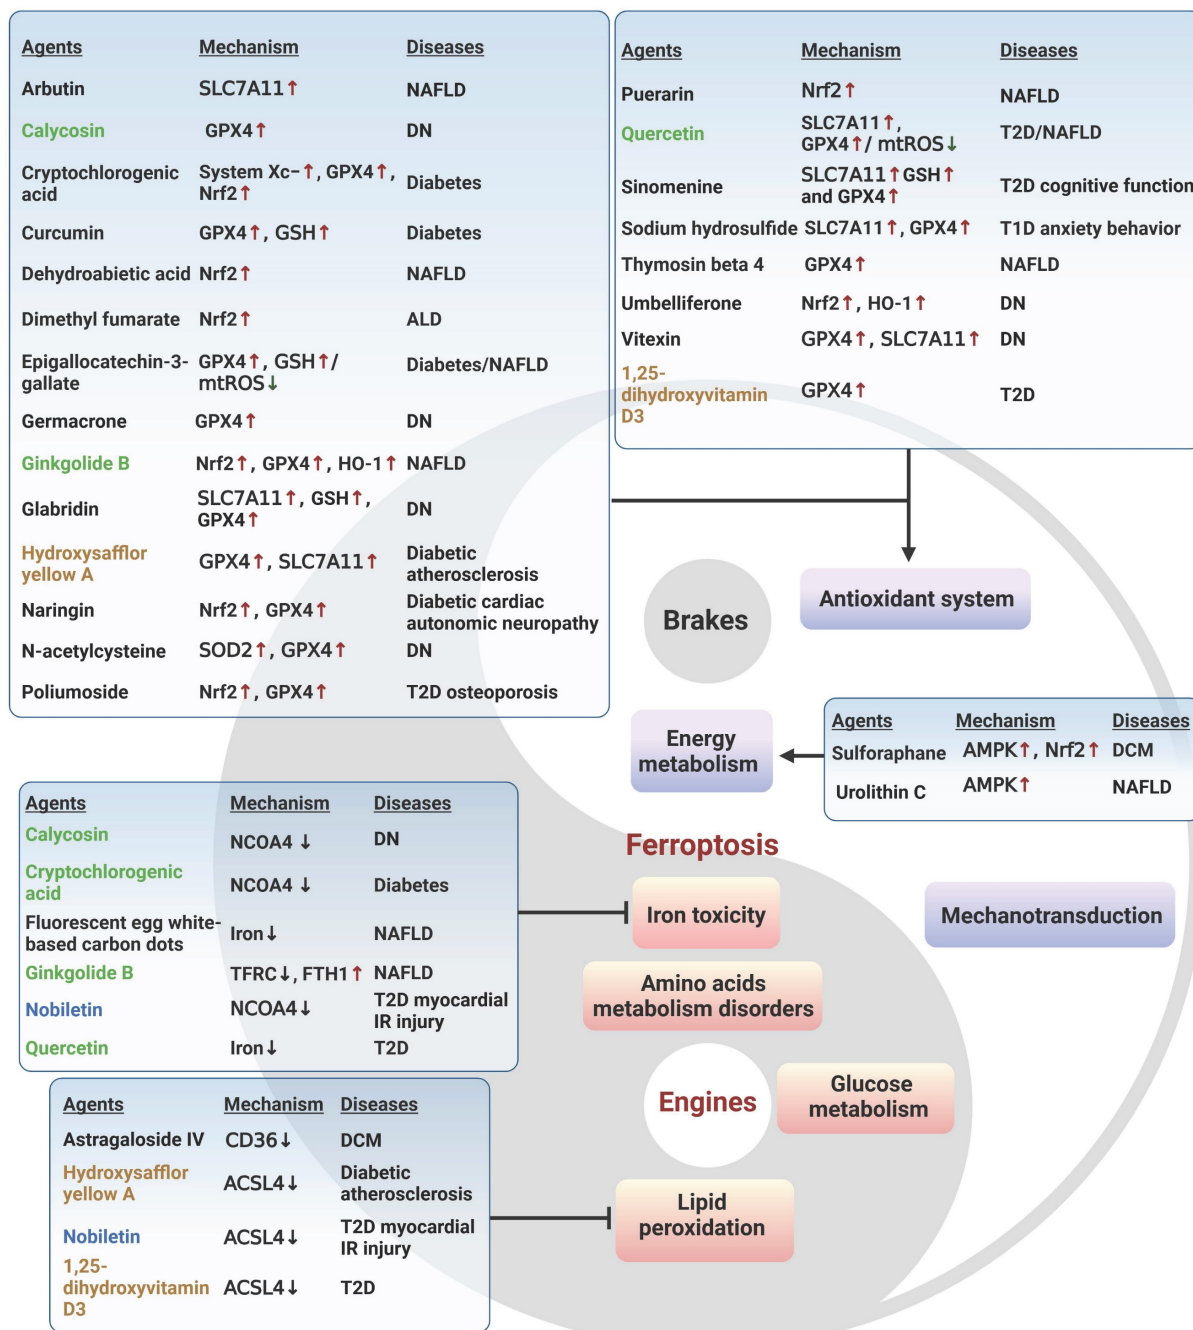 Agents Mechanism Diseases
Arbutin SLC7A11↑ NAFLD
Calycosin GPX4↑ DN
Cryptochlorogenic acid System Xc−↑, GPX4↑, Nrf2↑ Diabetes
Curcumin GPX4↑, GSH↑ Diabetes
Dehydroabietic acid Nrf2↑ NAFLD
Dimethyl fumarate Nrf2↑ ALD
Epigallocatechin-3-gallate GPX4↑, GSH↑/ mtROS↓ Diabetes/NAFLD
Germacrone GPX4↑ DN
Ginkgolide B Nrf2↑, GPX4↑, HO-1↑ NAFLD
Glabridin SLC7A11↑, GSH↑, GPX4↑ DN
Hydroxysafflor yellow A GPX4↑, SLC7A11↑ Diabetic atherosclerosis
Naringin Nrf2↑, GPX4↑ Diabetic cardiac autonomic neuropathy
N-acetylcysteine SOD2↑, GPX4↑ DN
Poliumoside Nrf2↑, GPX4↑ T2D osteoporosis
Agents Mechanism Diseases
Puerarin Nrf2↑ NAFLD
Quercetin SLC7A11↑, GPX4↑/ mtROS↓ T2D/NAFLD
Sinomenine SLC7A11↑GSH↑ and GPX4↑ T2D cognitive function
Sodium hydrosulfide SLC7A11↑, GPX4↑ T1D anxiety behavior
Thymosin beta 4 GPX4↑ NAFLD
Umbelliferone Nrf2↑, HO-1↑ DN
Vitexin GPX4↑, SLC7A11↑ DN
1,25-dihydroxyvitamin D3 GPX4↑ T2D
Brakes
Antioxidant system
Energy metabolism
Agents Mechanism Diseases
Sulforaphane AMPK↑, Nrf2↑ DCM
Urolithin C AMPK↑ NAFLD
Ferroptosis
Mechanotransduction
Agents Mechanism Diseases
Calycosin NCOA4 ↓ DN
Cryptochlorogenic acid NCOA4 ↓ Diabetes
Fluorescent egg white-based carbon dots Iron↓ NAFLD
Ginkgolide B TFRC↓, FTH1↑ NAFLD
Nobiletin NCOA4↓ T2D myocardial IR injury
Quercetin Iron↓ T2D
Iron toxicity
Amino acids metabolism disorders
Engines
Glucose metabolism
Agents Mechanism Diseases
Astragaloside IV CD36↓ DCM
Hydroxysafflor yellow A ACSL4↓ Diabetic atherosclerosis
Nobiletin ACSL4↓ T2D myocardial IR injury
1,25-dihydroxyvitamin D3 ACSL4↓ T2D
Lipid peroxidation